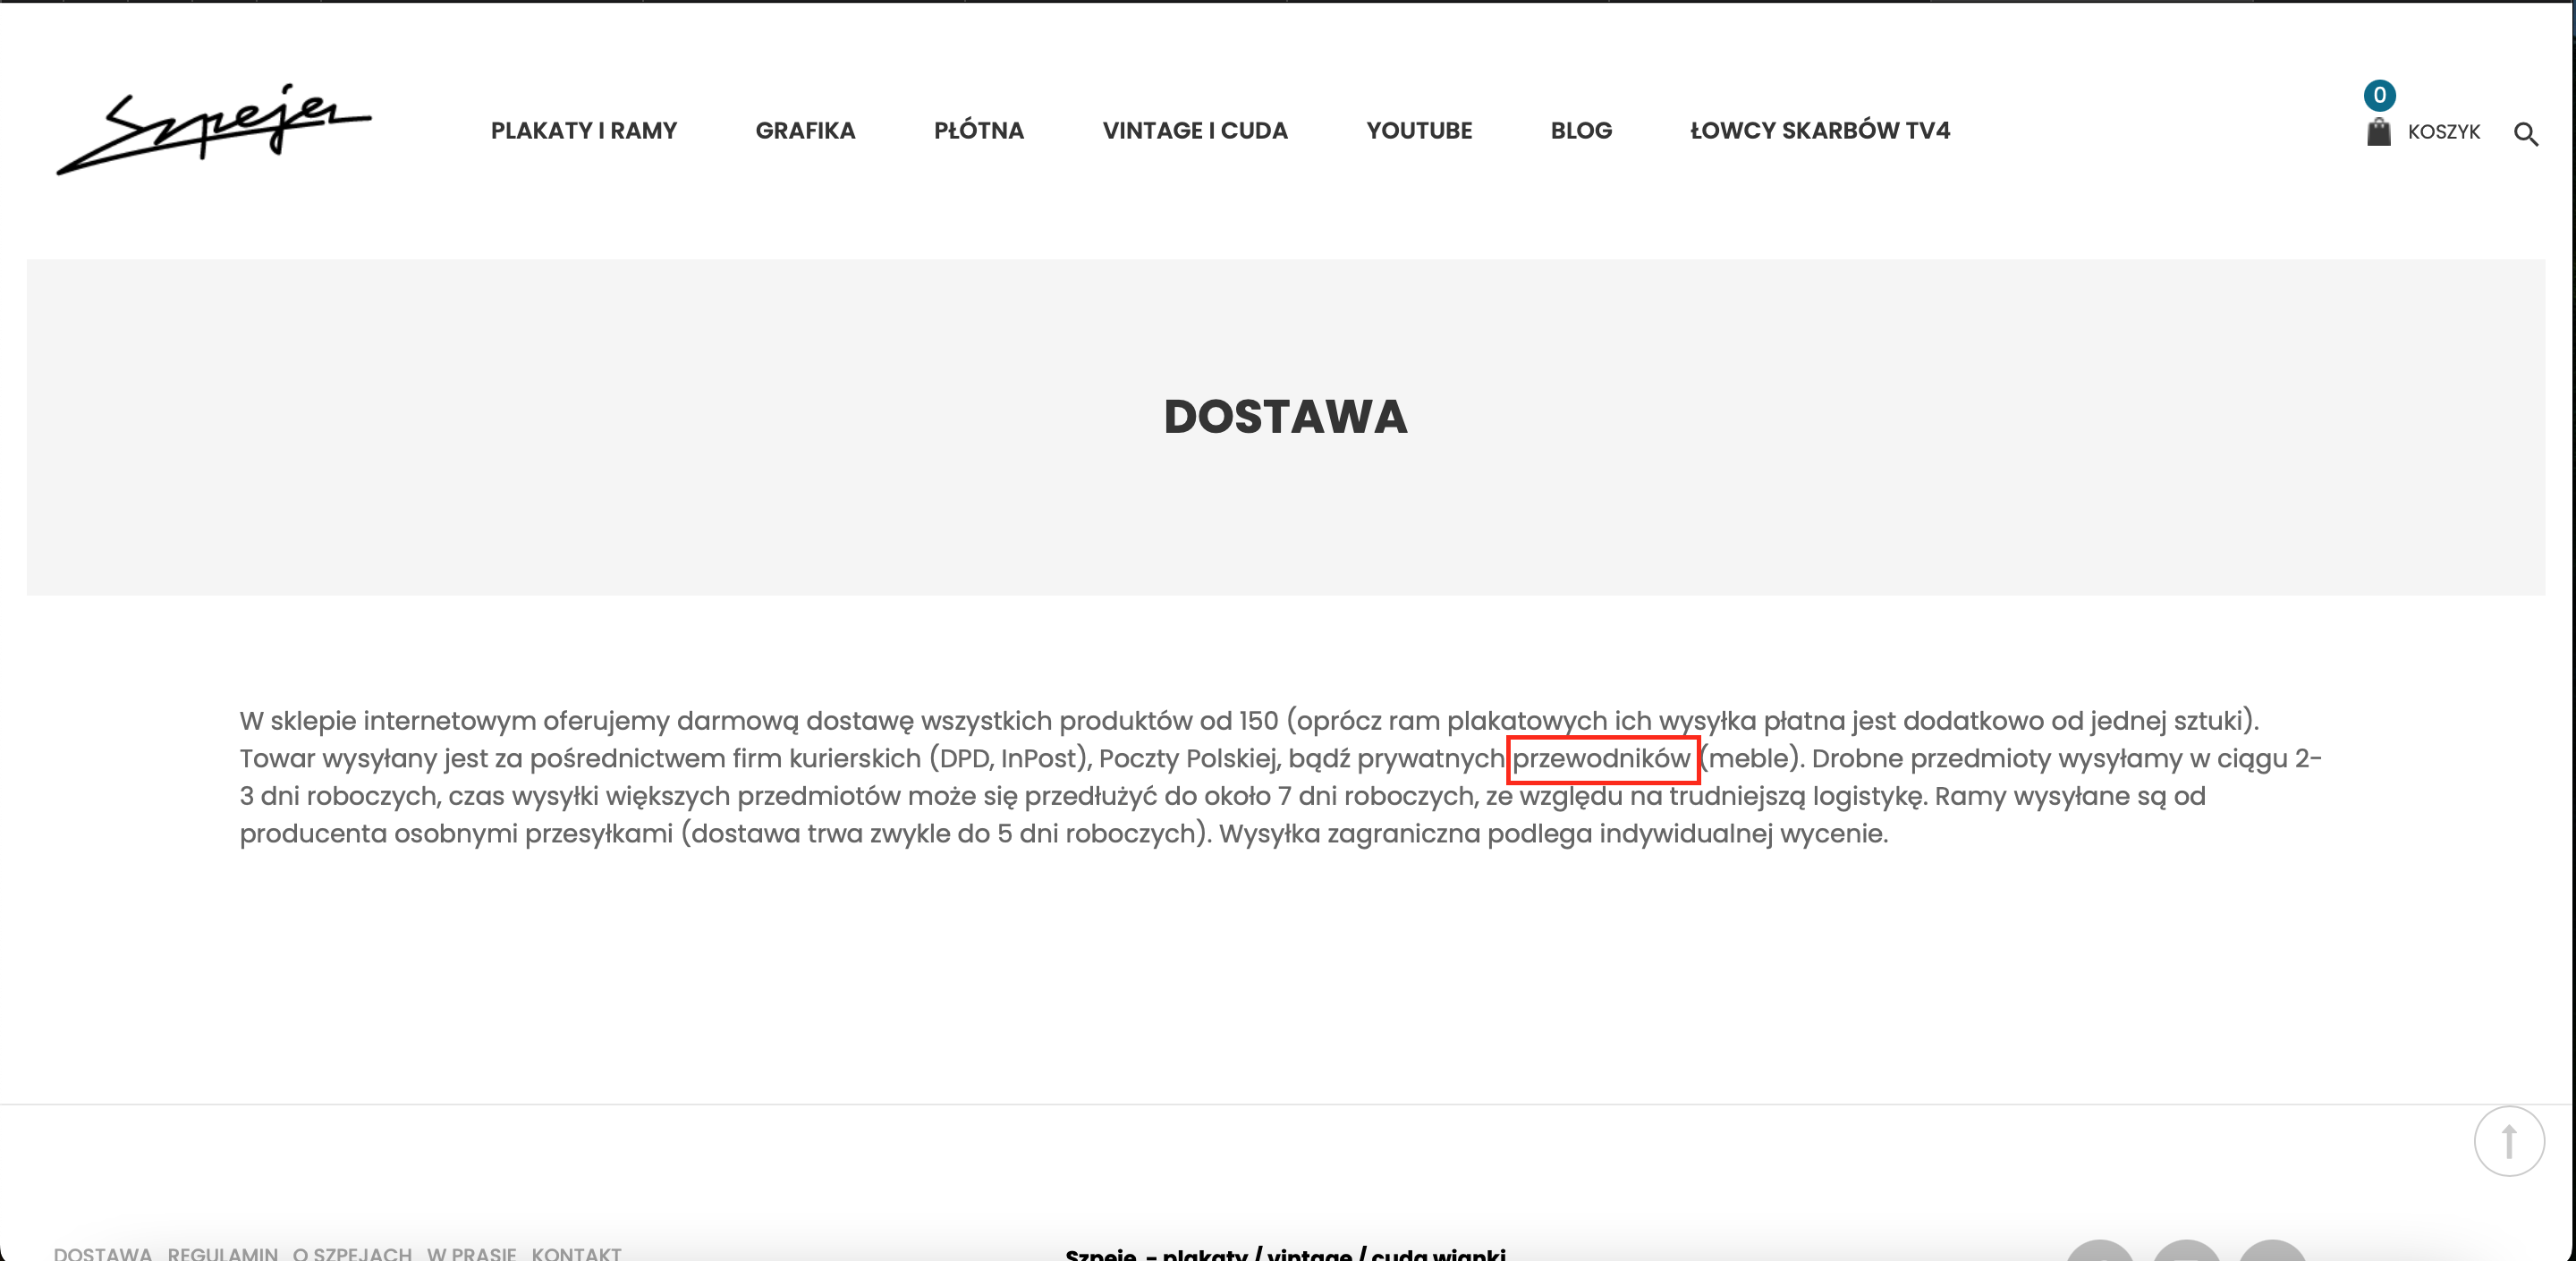 Szpeje
PLAKATY I RAMY GRAFIKA PŁÓTNA VINTAGE I CUDA YOUTUBE BLOG ŁOWCY SKARBÓW TV4 0 KOSZYK
DOSTAWA
W sklepie internetowym oferujemy darmową dostawę wszystkich produktów od 150 (oprócz ram plakatowych ich wysyłka płatna jest dodatkowo od jednej sztuki).
Towar wysyłany jest za pośrednictwem firm kurierskich (DPD, InPost), Poczty Polskiej, bądź prywatnych przewodników (meble). Drobne przedmioty wysyłamy w ciągu 2-
3 dni roboczych, czas wysyłki większych przedmiotów może się przedłużyć do około 7 dni roboczych, ze względu na trudniejszą logistykę. Ramy wysyłane są od
producenta osobnymi przesyłkami (dostawa trwa zwykle do 5 dni roboczych). Wysyłka zagraniczna podlega indywidualnej wycenie.
DOSTAWA REGULAMIN O SZPEJACH W PRASIE KONTAKT Szpeje - plakaty / vintage / cuda wianki